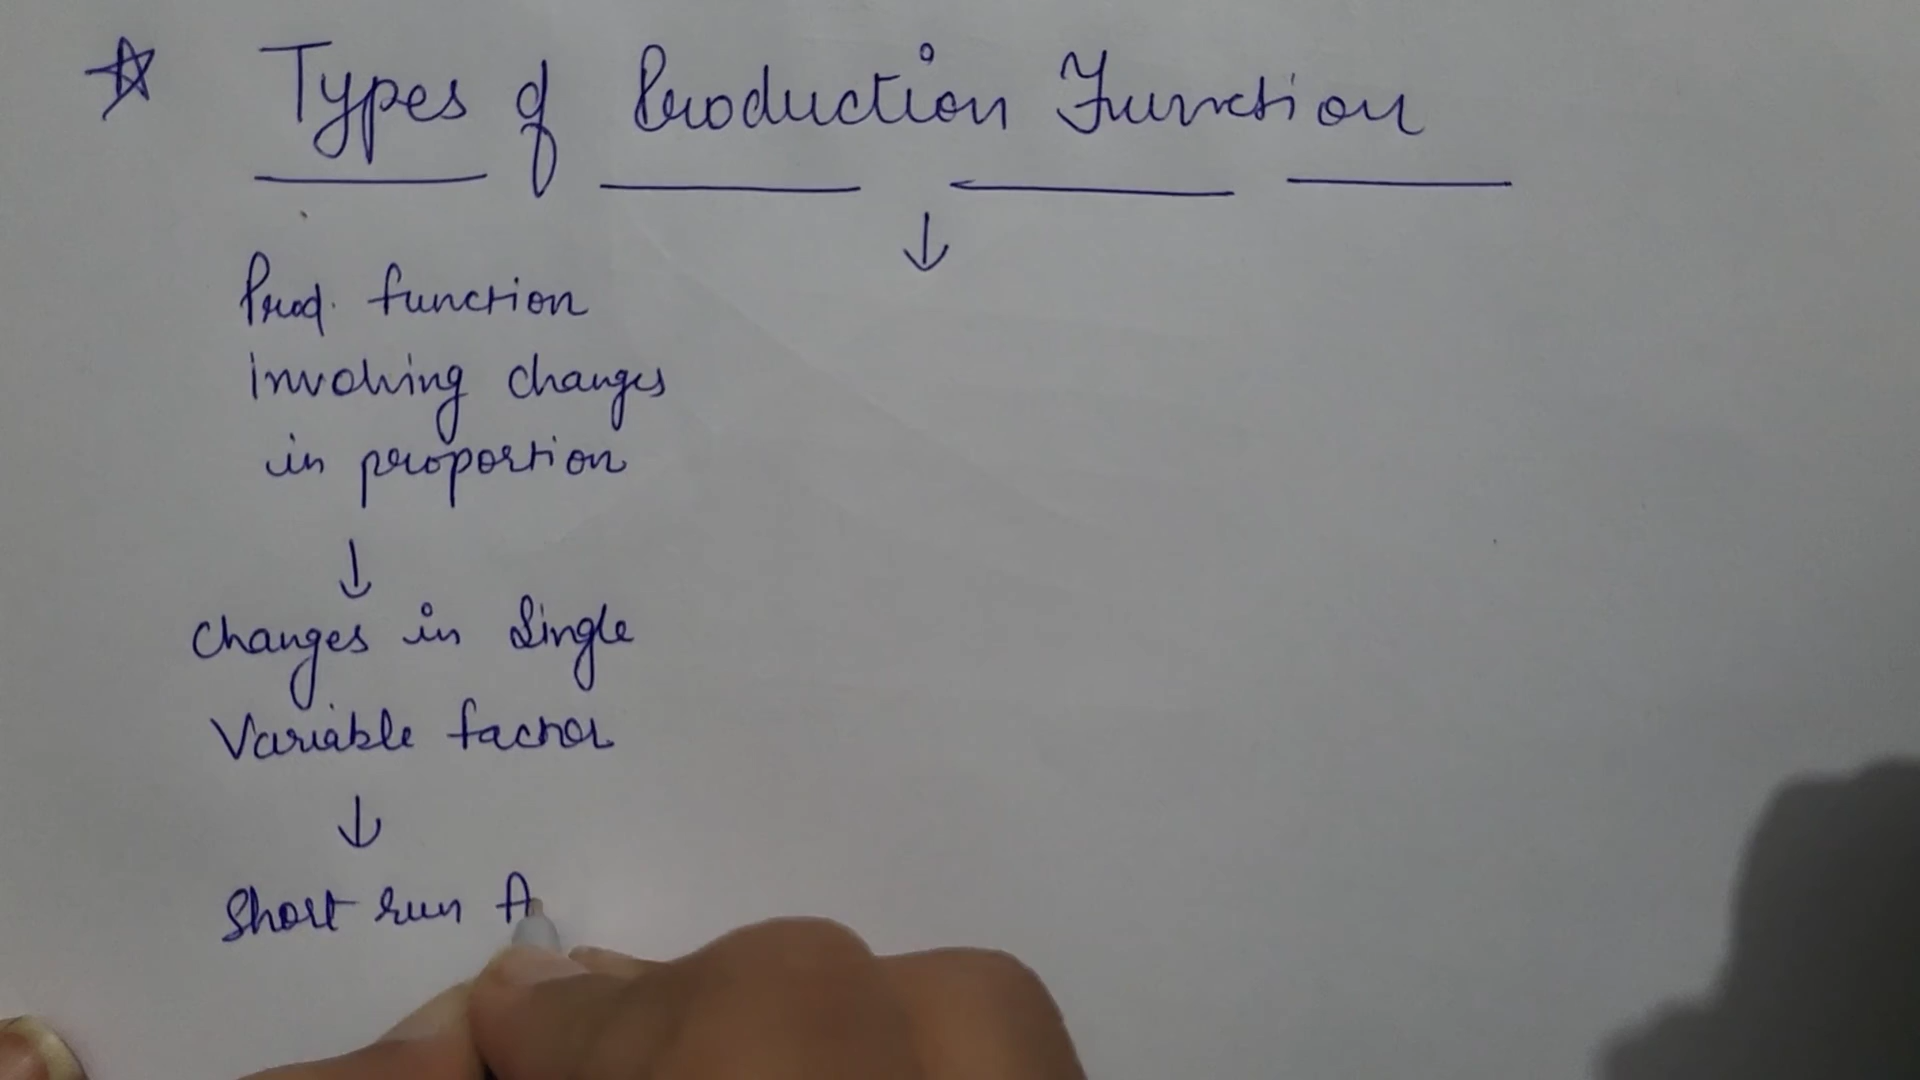 ☆ Types of Production Function
↓
Prod. function
involving changes
in proportion
↓
Changes in Single
Variable factor
↓
Short run A